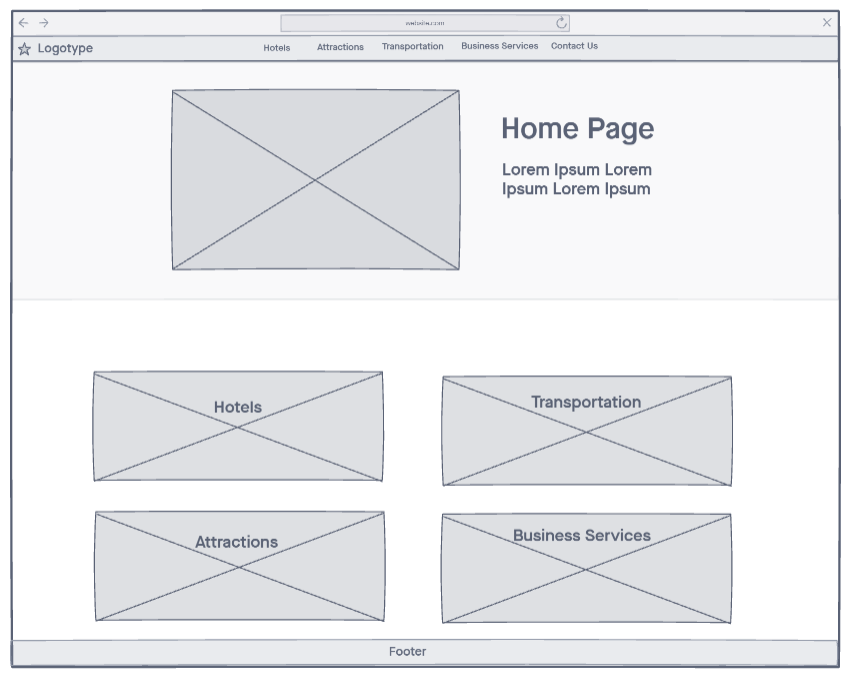 website.com
Logotype
Hotels
Attractions
Transportation
Business Services
Contact Us
Home Page
Lorem Ipsum Lorem
Ipsum Lorem Ipsum
Hotels
Transportation
Attractions
Business Services
Footer